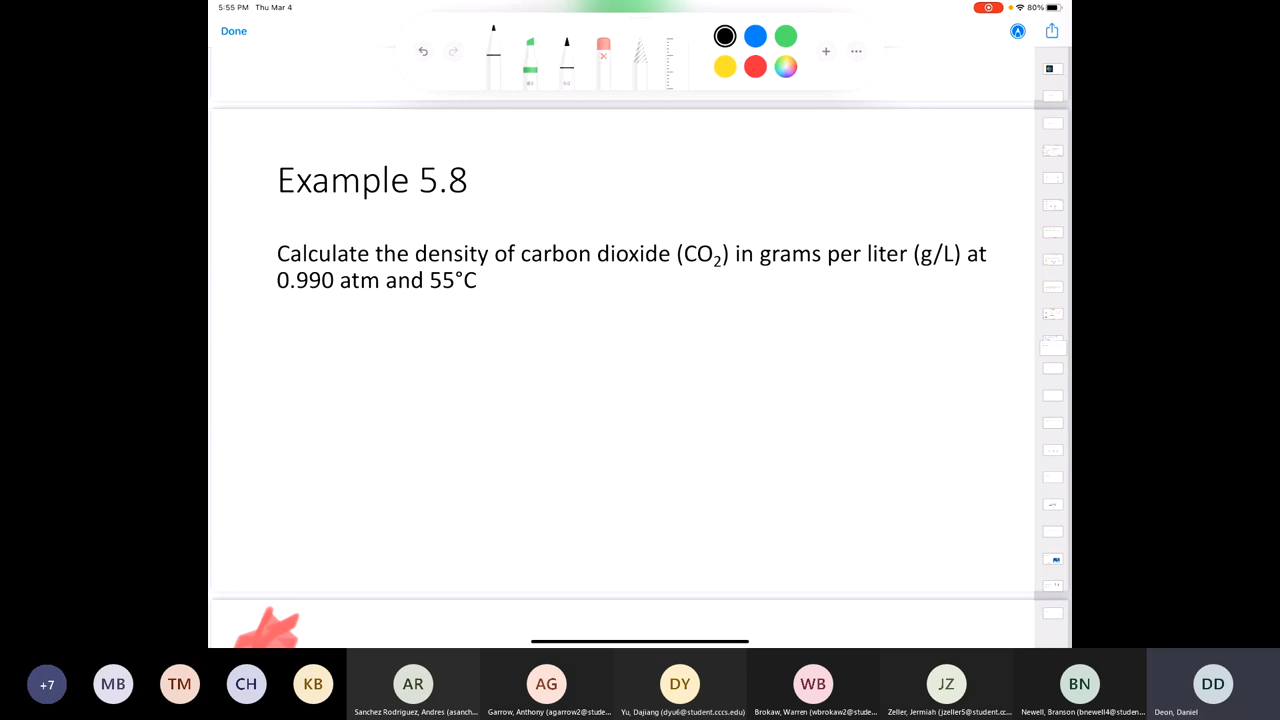 5:55 PM Thu Mar 4
80%
Done
Example 5.8
Calculate the density of carbon dioxide (CO₂) in grams per liter (g/L) at
0.990 atm and 55°C
+7
MB
TM
CH
KB
AR
AG
DY
WB
JZ
BN
DD
Sanchez Rodriguez, Andres (asanch...
Garrow, Anthony (agarrow2@stude...
Yu, Dajiang (dyu6@student.cccs.edu)
Brokaw, Warren (wbrokaw2@stude...
Zeller, Jermiah (jzeller5@student.cc...
Newell, Branson (bnewell4@studen...
Deon, Daniel